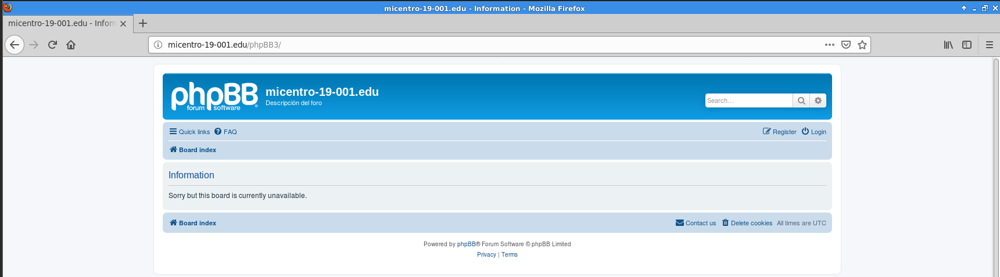 micentro-19-001.edu - Information - Mozilla Firefox
micentro-19-001.edu - Inform
micentro-19-001.edu/phpBB3/
phpBB®
forum software
micentro-19-001.edu
Descripción del foro
Search…
Quick links FAQ Register Login
Board index
Information
Sorry but this board is currently unavailable.
Board index Contact us Delete cookies All times are UTC
Powered by phpBB® Forum Software © phpBB Limited
Privacy | Terms